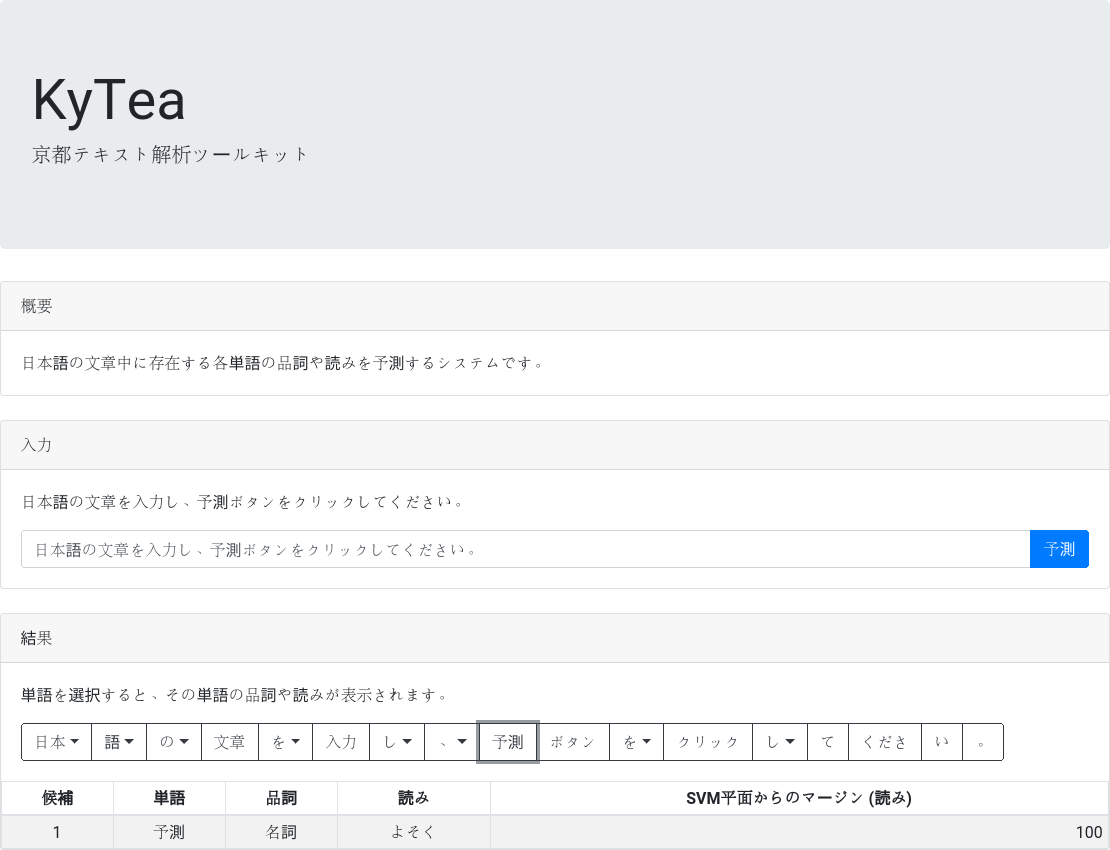 KyTea
京都テキスト解析ツールキット
概要
日本語の文章中に存在する各単語の品詞や読みを予測するシステムです。
入力
日本語の文章を入力し、予測ボタンをクリックしてください。
日本語の文章を入力し、予測ボタンをクリックしてください。 予測
結果
単語を選択すると、その単語の品詞や読みが表示されます。
日本 語 の 文章 を 入力 し 、 予測 ボタン を クリック し て くださ い 。
候補 単語 品詞 読み SVM平面からのマージン (読み)
1 予測 名詞 よそく 100